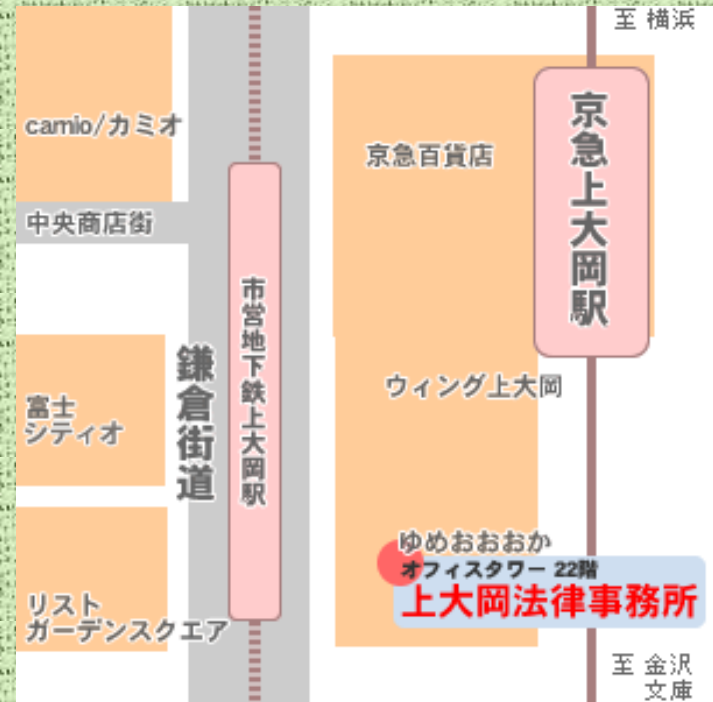 至 横浜
camio/カミオ
京急百貨店
京急上大岡駅
中央商店街
市営地下鉄上大岡駅
鎌倉街道
ウィング上大岡
富士
シティオ
ゆめおおおか
オフィスタワー 22階
上大岡法律事務所
リスト
ガーデンスクエア
至 金沢
文庫